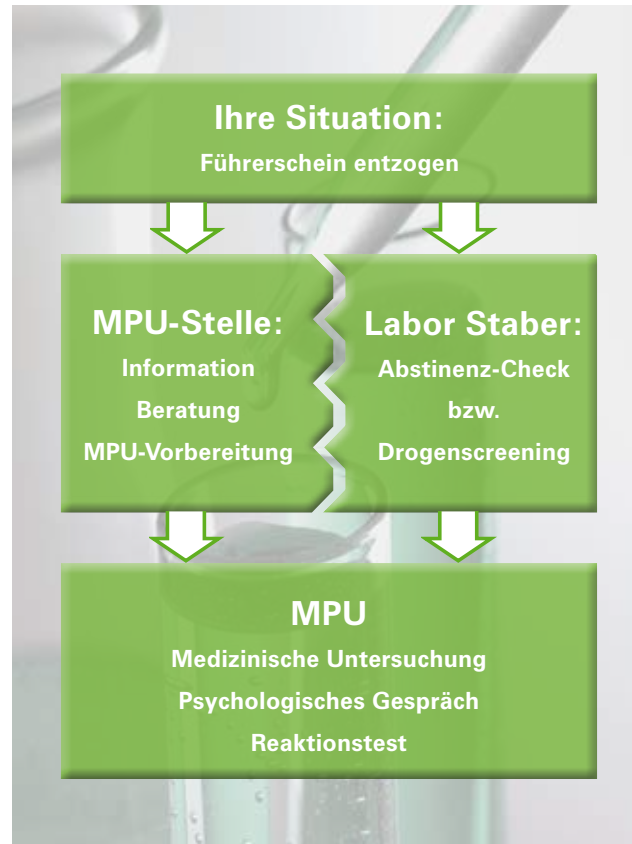 Ihre Situation:
Führerschein entzogen
MPU-Stelle:
Information
Beratung
MPU-Vorbereitung
Labor Staber:
Abstinenz-Check
bzw.
Drogenscreening
MPU
Medizinische Untersuchung
Psychologisches Gespräch
Reaktionstest